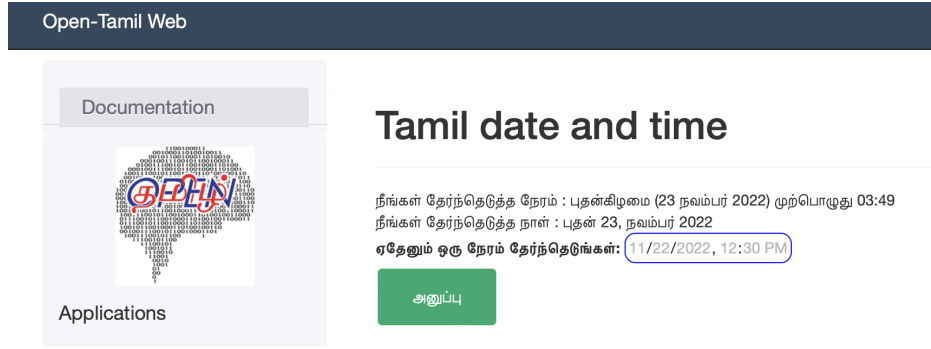 Open-Tamil Web
Documentation
Applications
Tamil date and time
நீங்கள் தேர்ந்தெடுத்த நேரம் : புதன்கிழமை (23 நவம்பர் 2022) முற்பொழுது 03:49
நீங்கள் தேர்ந்தெடுத்த நாள் : புதன் 23, நவம்பர் 2022
ஏதேனும் ஒரு நேரம் தேர்ந்தெடுங்கள்: 11/22/2022, 12:30 PM
அனுப்பு